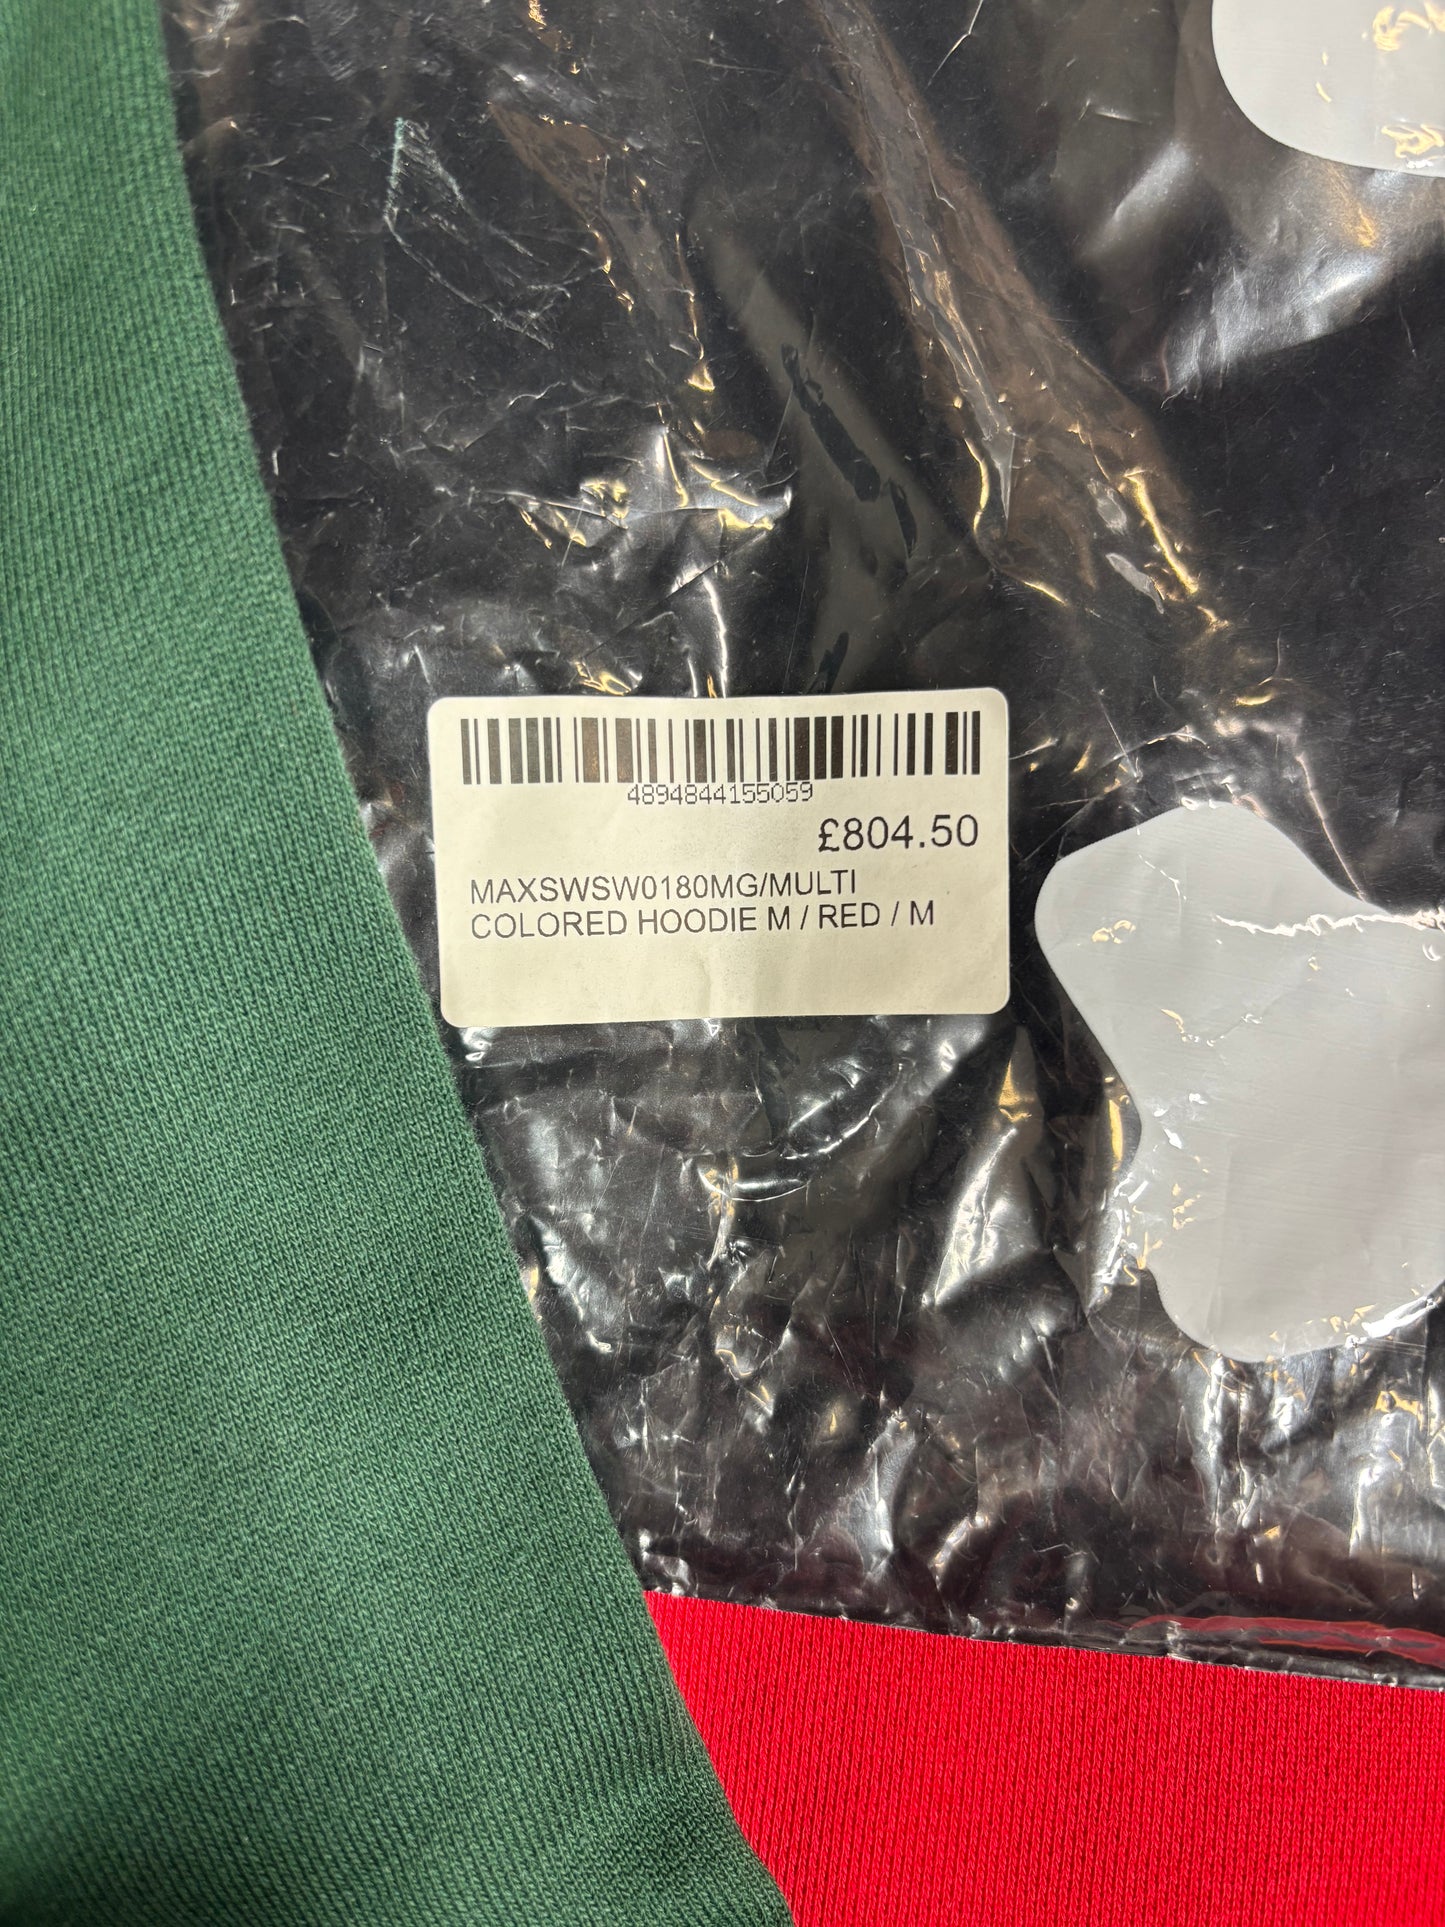 4894844155059
£804.50
MAXSWSW0180MG/MULTI
COLORED HOODIE M / RED / M